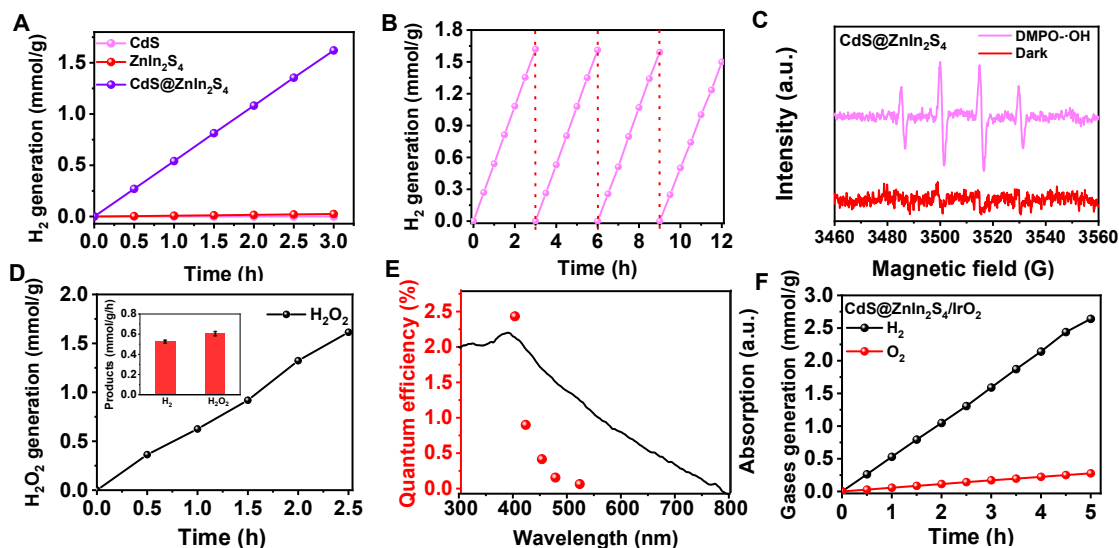 A
H₂ generation (mmol/g)
1.5
1.0
0.5
0.0
CdS
ZnIn₂S₄
CdS@ZnIn₂S₄
0.0 0.5 1.0 1.5 2.0 2.5 3.0
Time (h)
B
H₂ generation (mmol/g)
1.8
1.5
1.2
0.9
0.6
0.3
0.0
0 2 4 6 8 10 12
Time (h)
C
Intensity (a.u.)
CdS@ZnIn₂S₄
DMPO-·OH
Dark
3460 3480 3500 3520 3540 3560
Magnetic field (G)
D
H₂O₂ generation (mmol/g)
2.0
1.5
1.0
0.5
0.0
H₂O₂
Products (mmol/g/h)
0.8
0.6
0.4
0.2
0.0
H₂ H₂O₂
0.0 0.5 1.0 1.5 2.0 2.5
Time (h)
E
Quantum efficiency (%)
2.5
2.0
1.5
1.0
0.5
0.0
Absorption (a.u.)
300 400 500 600 700 800
Wavelength (nm)
F
Gases generation (mmol/g)
3.0
2.5
2.0
1.5
1.0
0.5
0.0
CdS@ZnIn₂S₄/IrO₂
H₂
O₂
0 1 2 3 4 5
Time (h)